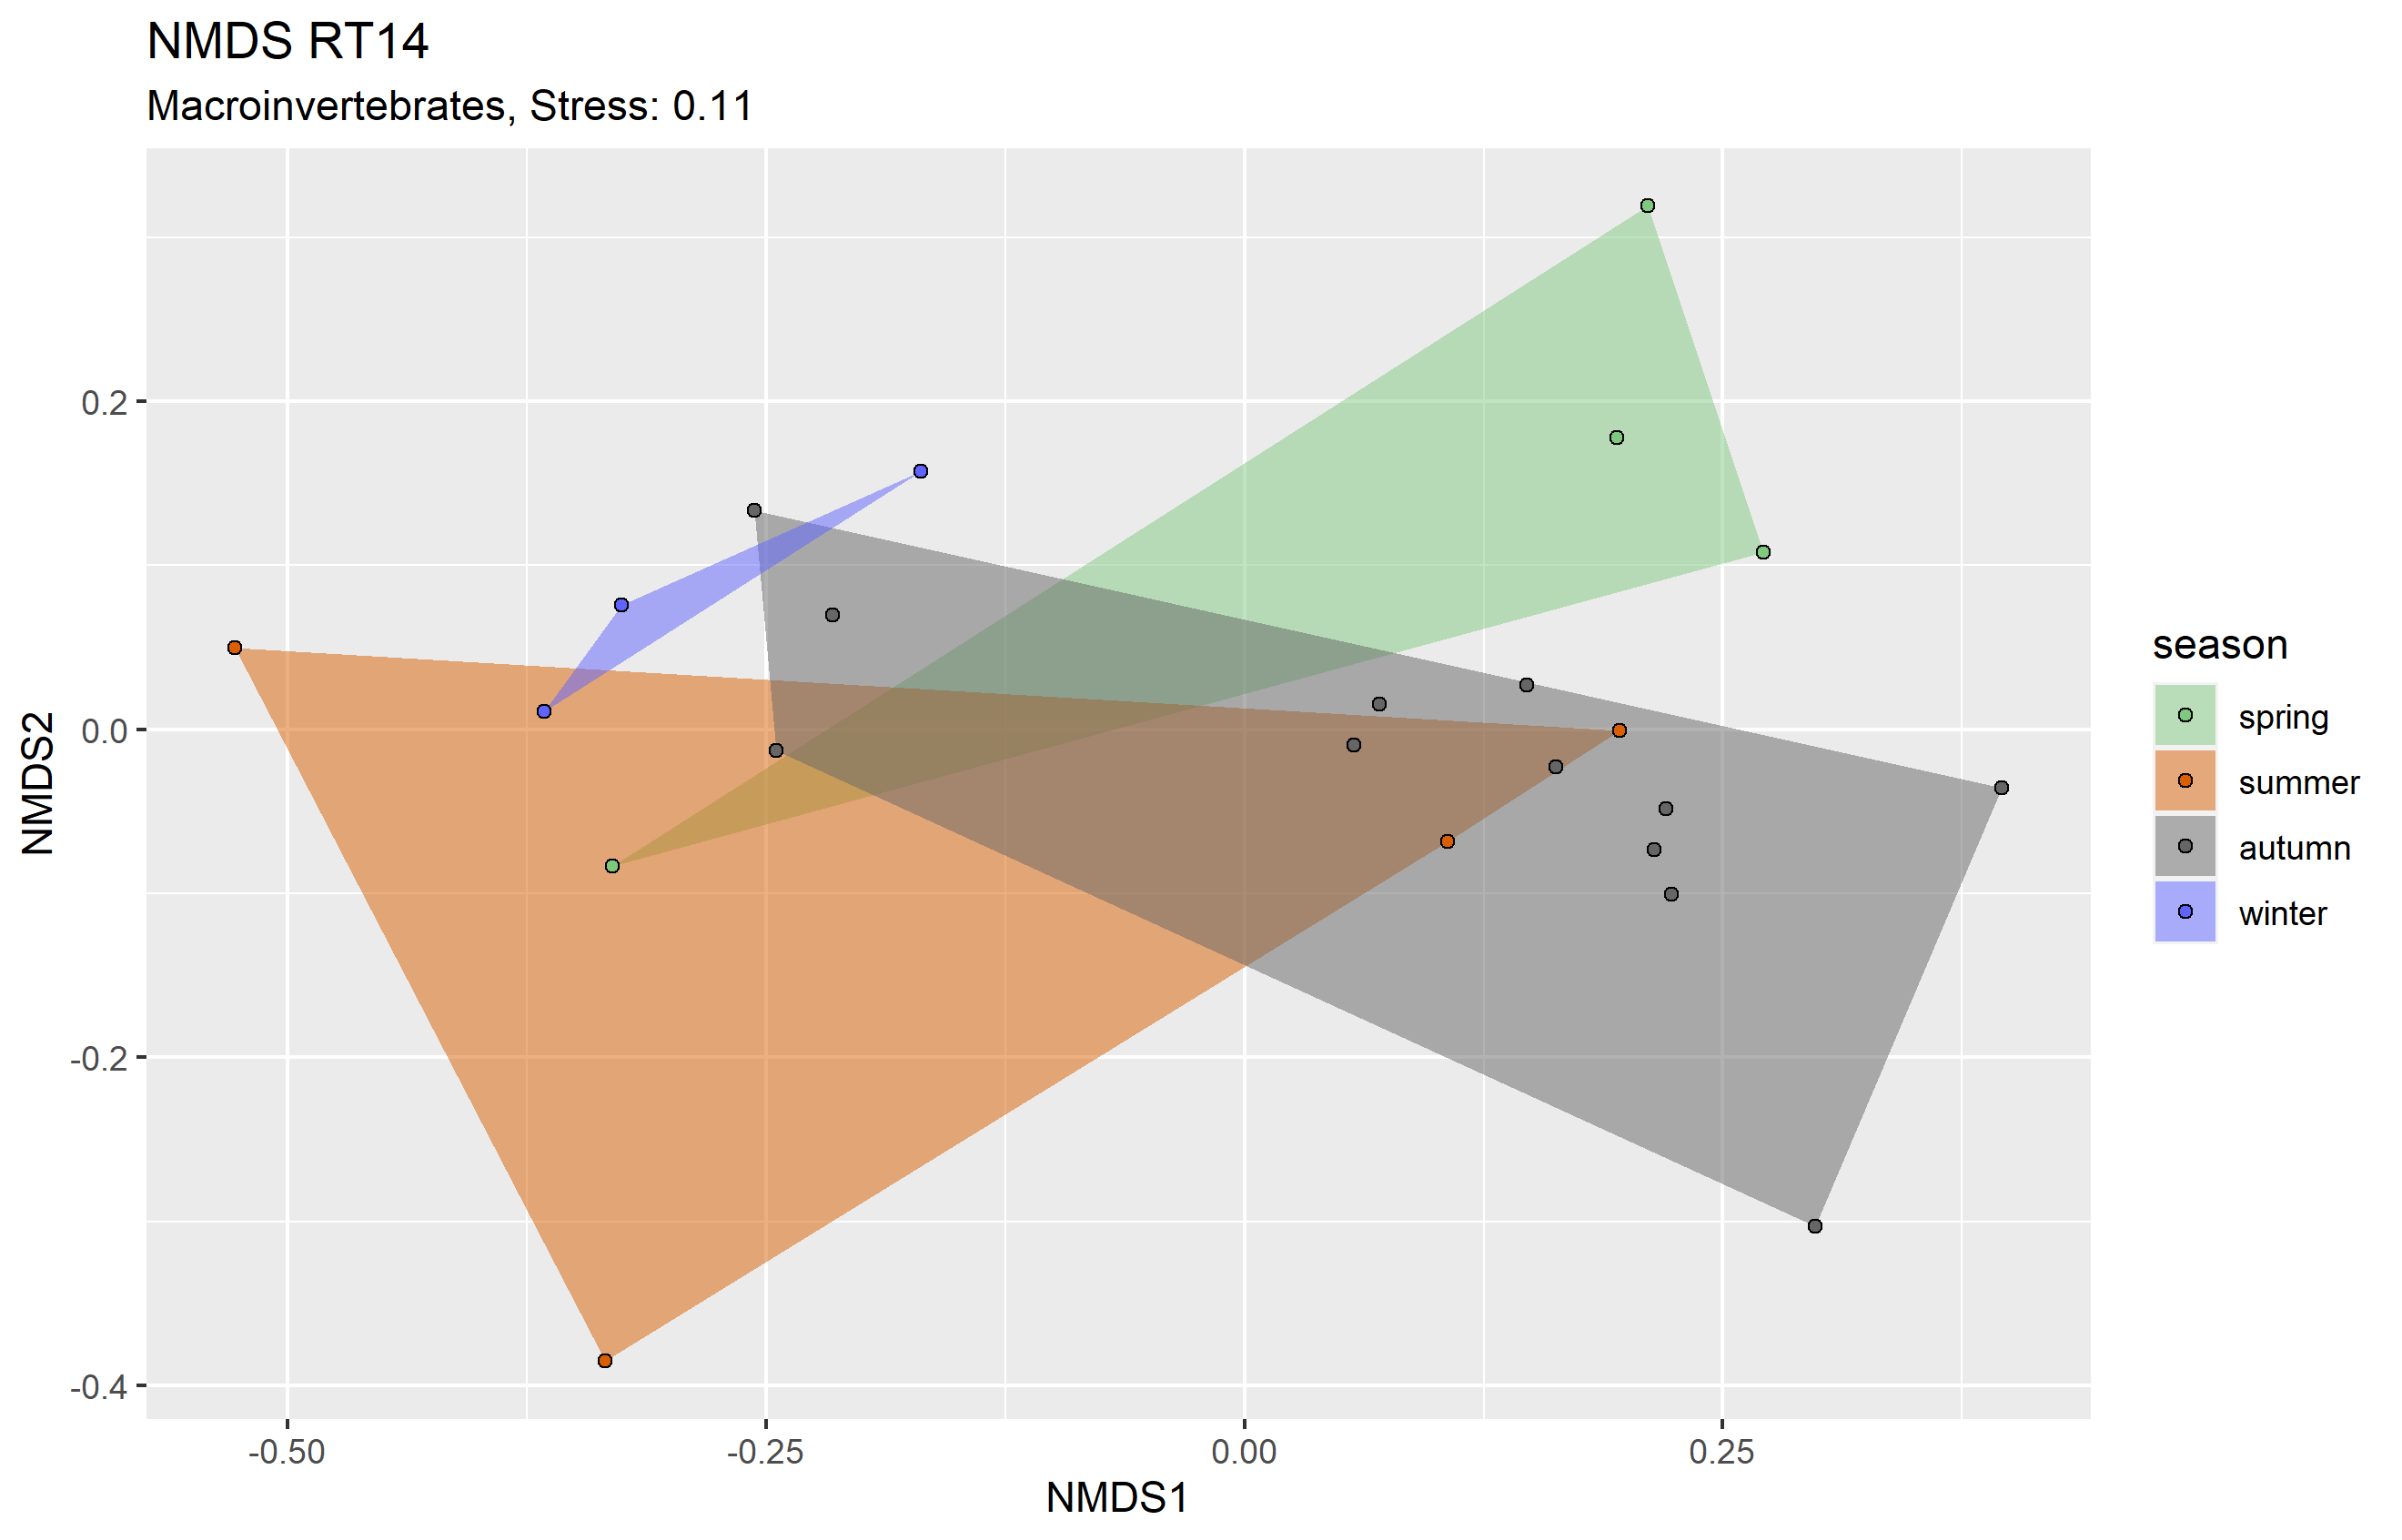 NMDS RT14
Macroinvertebrates, Stress: 0.11
0.2
0.0
-0.2
-0.4
NMDS2
-0.50
-0.25
0.00
0.25
NMDS1
season
spring
summer
autumn
winter